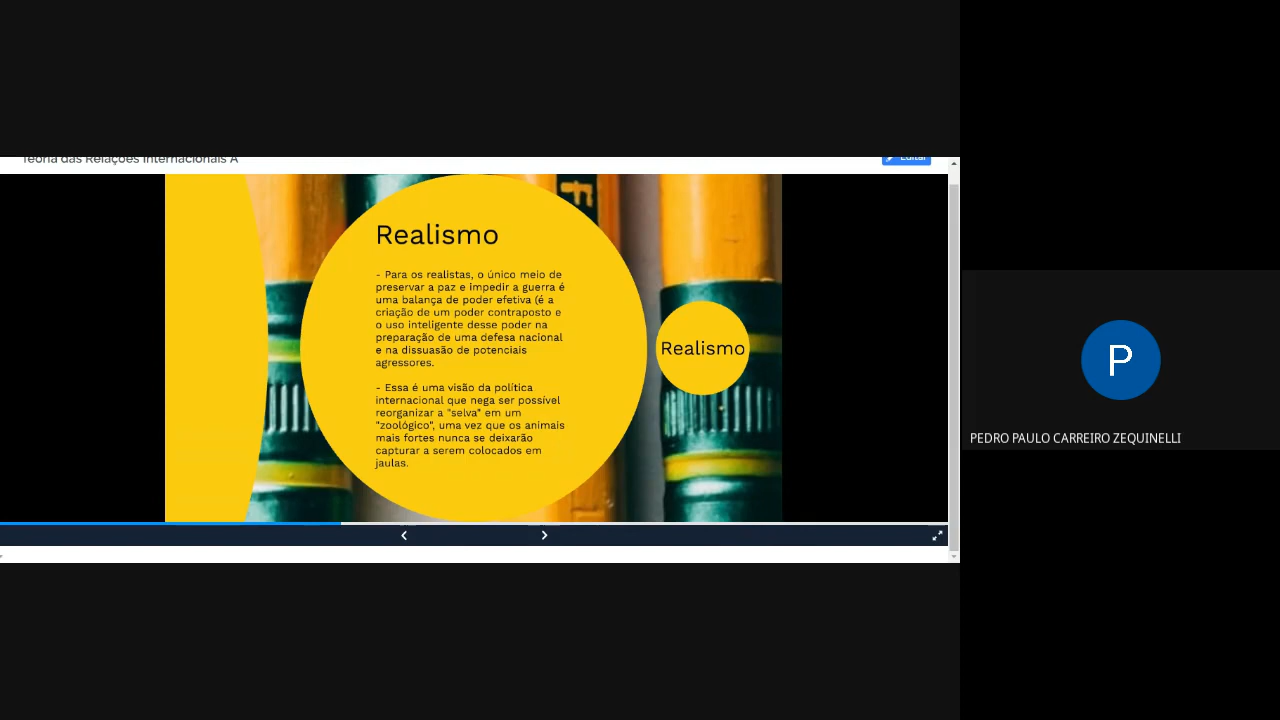 Teoria das Relações Internacionais A
Editar
Realismo
- Para os realistas, o único meio de
preservar a paz e impedir a guerra é
uma balança de poder efetiva (é a
criação de um poder contraposto e
o uso inteligente desse poder na
preparação de uma defesa nacional
e na dissuasão de potenciais
agressores.
- Essa é uma visão da política
internacional que nega ser possível
reorganizar a "selva" em um
"zoológico", uma vez que os animais
mais fortes nunca se deixarão
capturar a serem colocados em
jaulas.
Realismo
F
P
PEDRO PAULO CARREIRO ZEQUINELLI